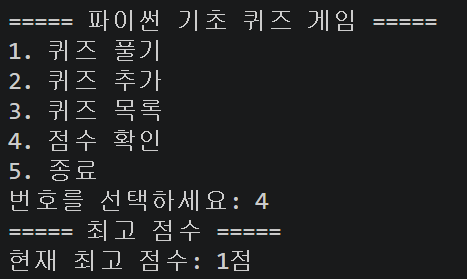 ===== 파이썬 기초 퀴즈 게임 =====
1. 퀴즈 풀기
2. 퀴즈 추가
3. 퀴즈 목록
4. 점수 확인
5. 종료
번호를 선택하세요: 4
===== 최고 점수 =====
현재 최고 점수: 1점